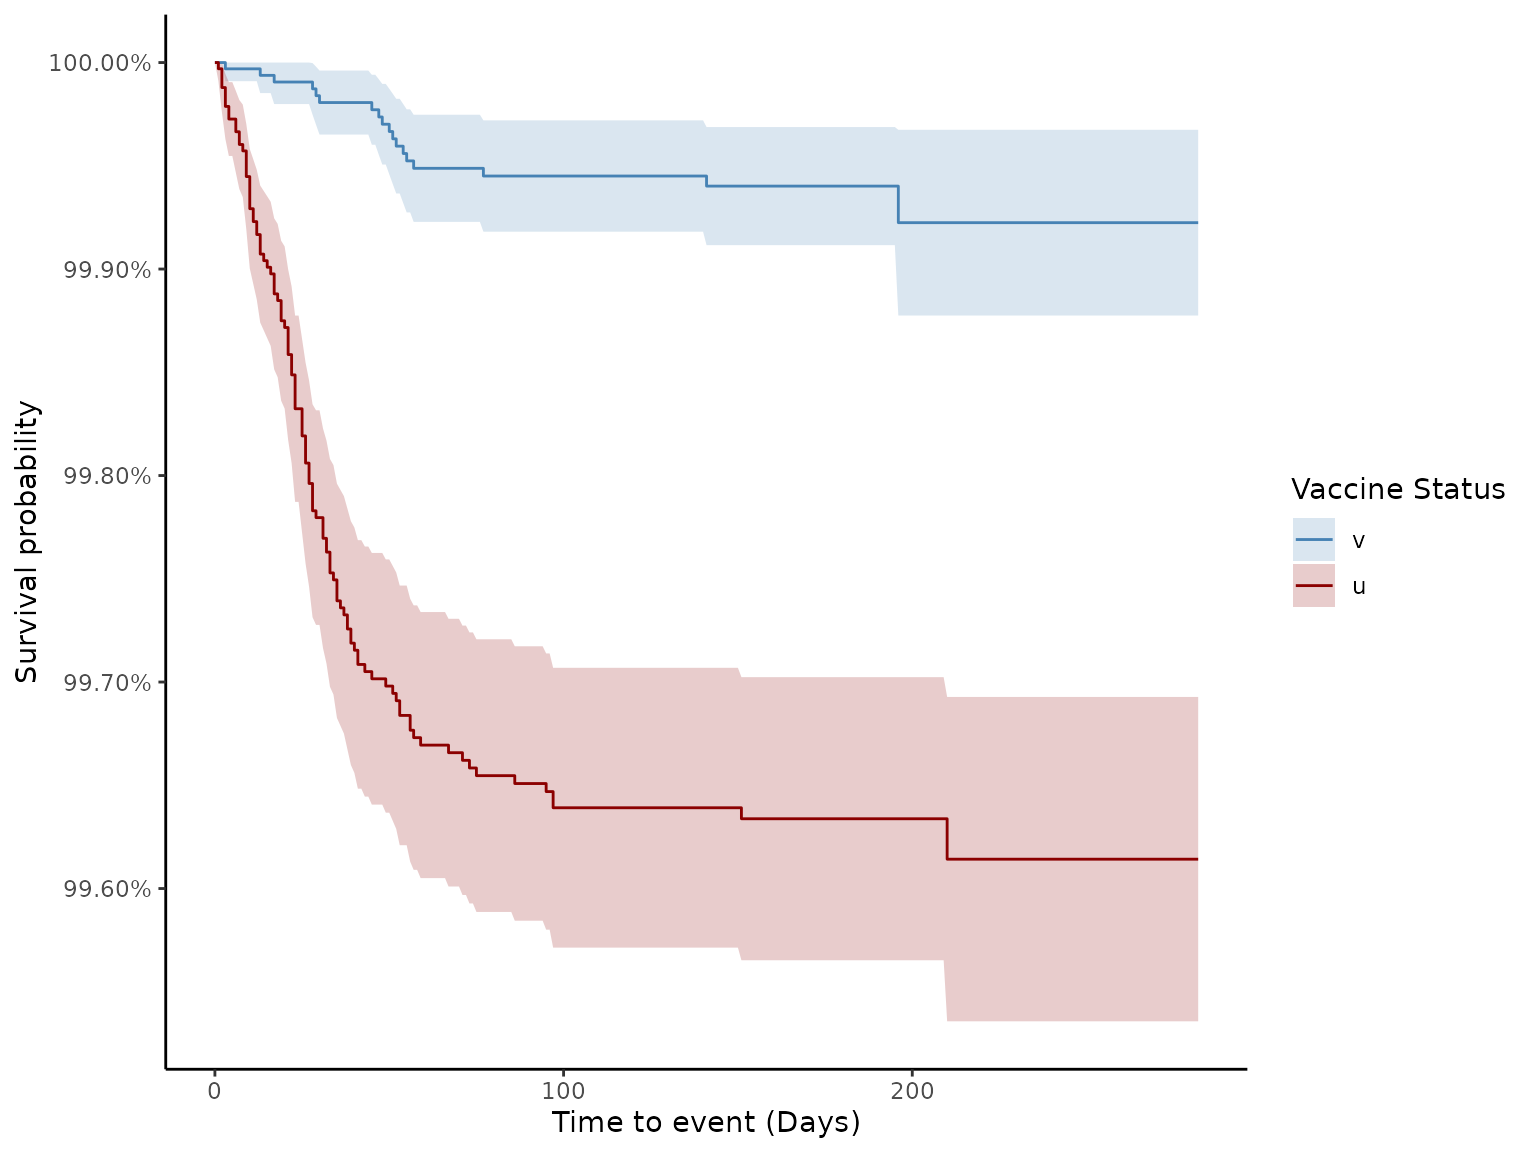 100.00%
99.90%
99.80%
99.70%
99.60%
Survival probability
0
100
200
Time to event (Days)
Vaccine Status
v
u